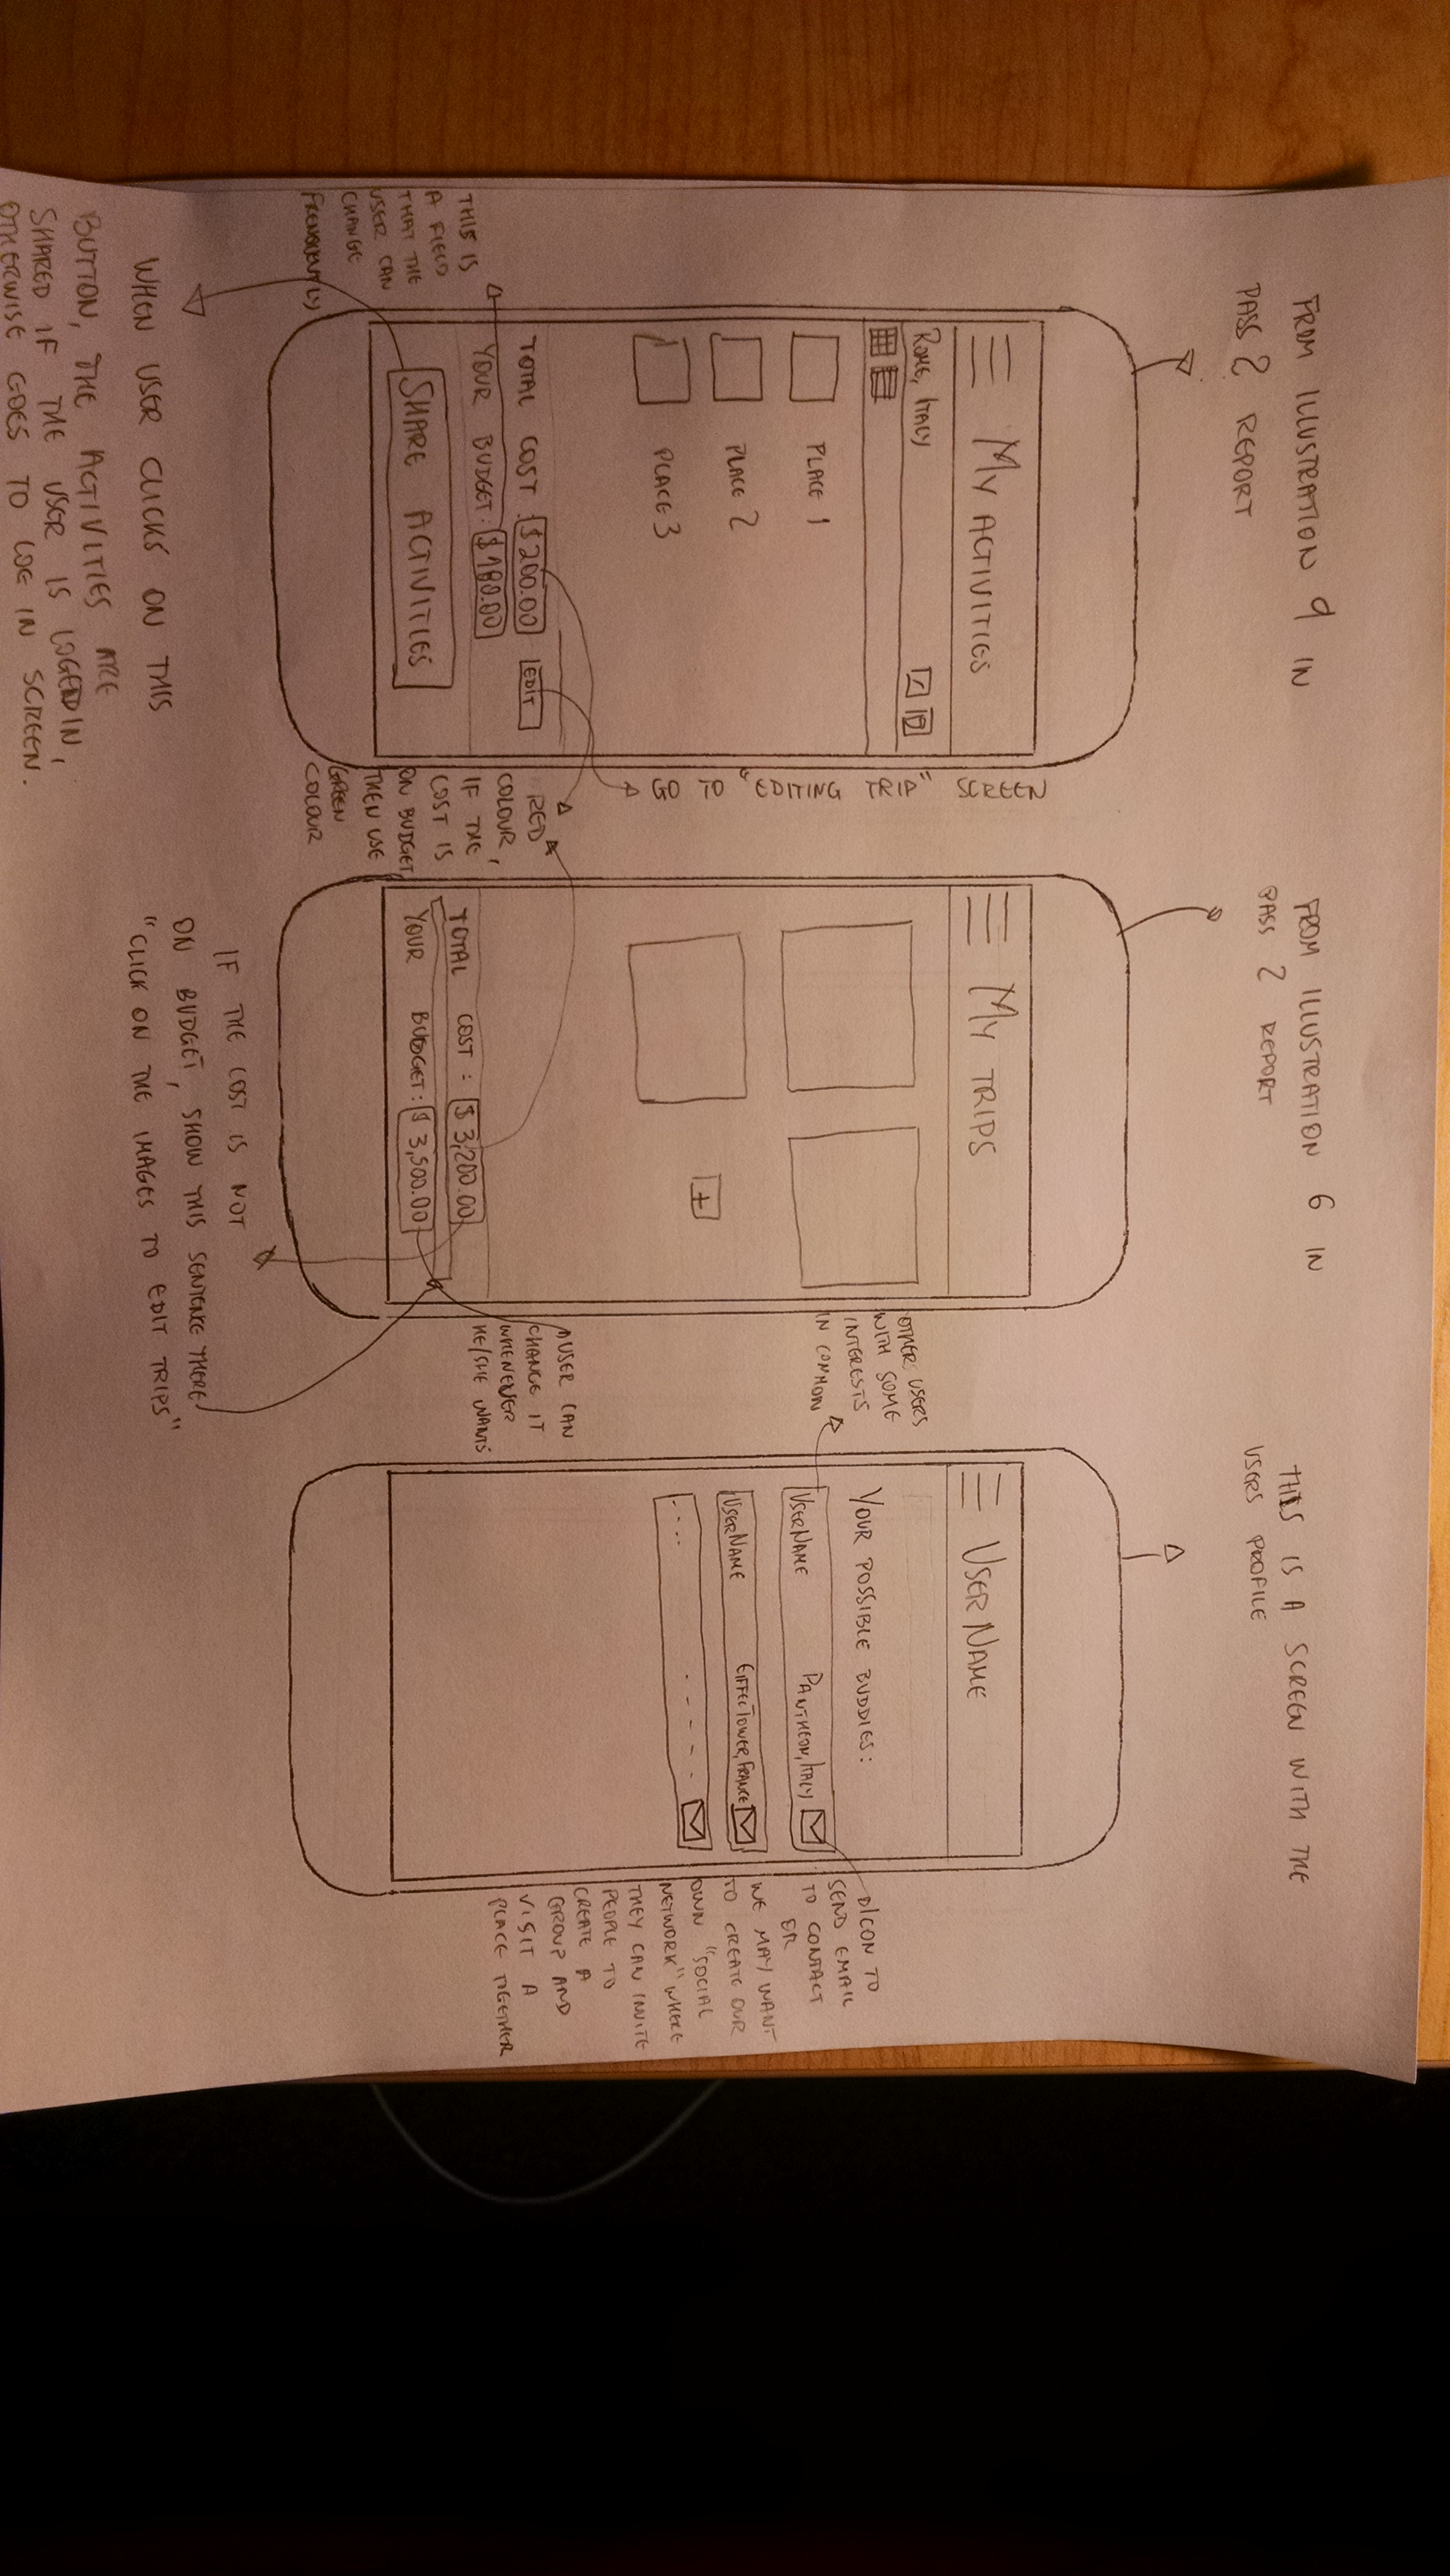 FROM ILLUSTRATION 9 IN
PASS 2 REPORT
MY ACTIVITIES
ROME, ITALY
PLACE 1
PLACE 2
PLACE 3
TOTAL COST: $200.00
EDIT
YOUR BUDGET: $180.00
SHARE ACTIVITIES
THIS IS
A FIELD
THAT THE
USER CAN
CHANGE
GO TO "EDITING TRIP" SCREEN
RED
COLOUR,
IF THE
COST IS
ON BUDGET
THEN USE
GREEN
COLOUR
WHEN USER CLICKS ON THIS
BUTTON, THE ACTIVITIES ARE
SHARED IF THE USER IS LOGEDIN,
OTHERWISE GOES TO LOG IN SCREEN.
FROM ILLUSTRATION 6 IN
PASS 2 REPORT
MY TRIPS
+
TOTAL COST: $3,200.00
YOUR BUDGET: $3,500.00
USER CAN
CHANGE IT
WHENEVER
HE/SHE WANTS
IF THE COST IS NOT
ON BUDGET, SHOW THIS SENTENCE THERE
"CLICK ON THE IMAGES TO EDIT TRIPS"
THIS IS A SCREEN WITH THE
USERS PROFILE
USERNAME
YOUR POSSIBLE BUDDIES:
USERNAME PANTHEON, ITALY
USERNAME EIFFELTOWER, FRANCE
.... . - - -
OTHER USERS
WITH SOME
INTERESTS
IN COMMON
ICON TO
SEND EMAIL
TO CONTACT
OR
WE MAY WANT
TO CREATE OUR
OWN "SOCIAL
NETWORK" WHERE
THEY CAN INVITE
PEOPLE TO
CREATE A
GROUP AND
VISIT A
PLACE TOGETHER